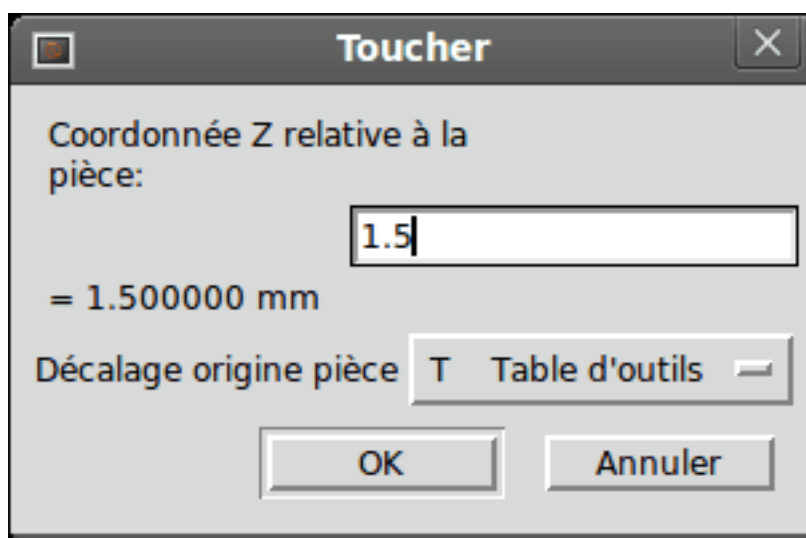 Toucher
Coordonnée Z relative à la
pièce:
1.5
= 1.500000 mm
Décalage origine pièce T Table d'outils
OK Annuler